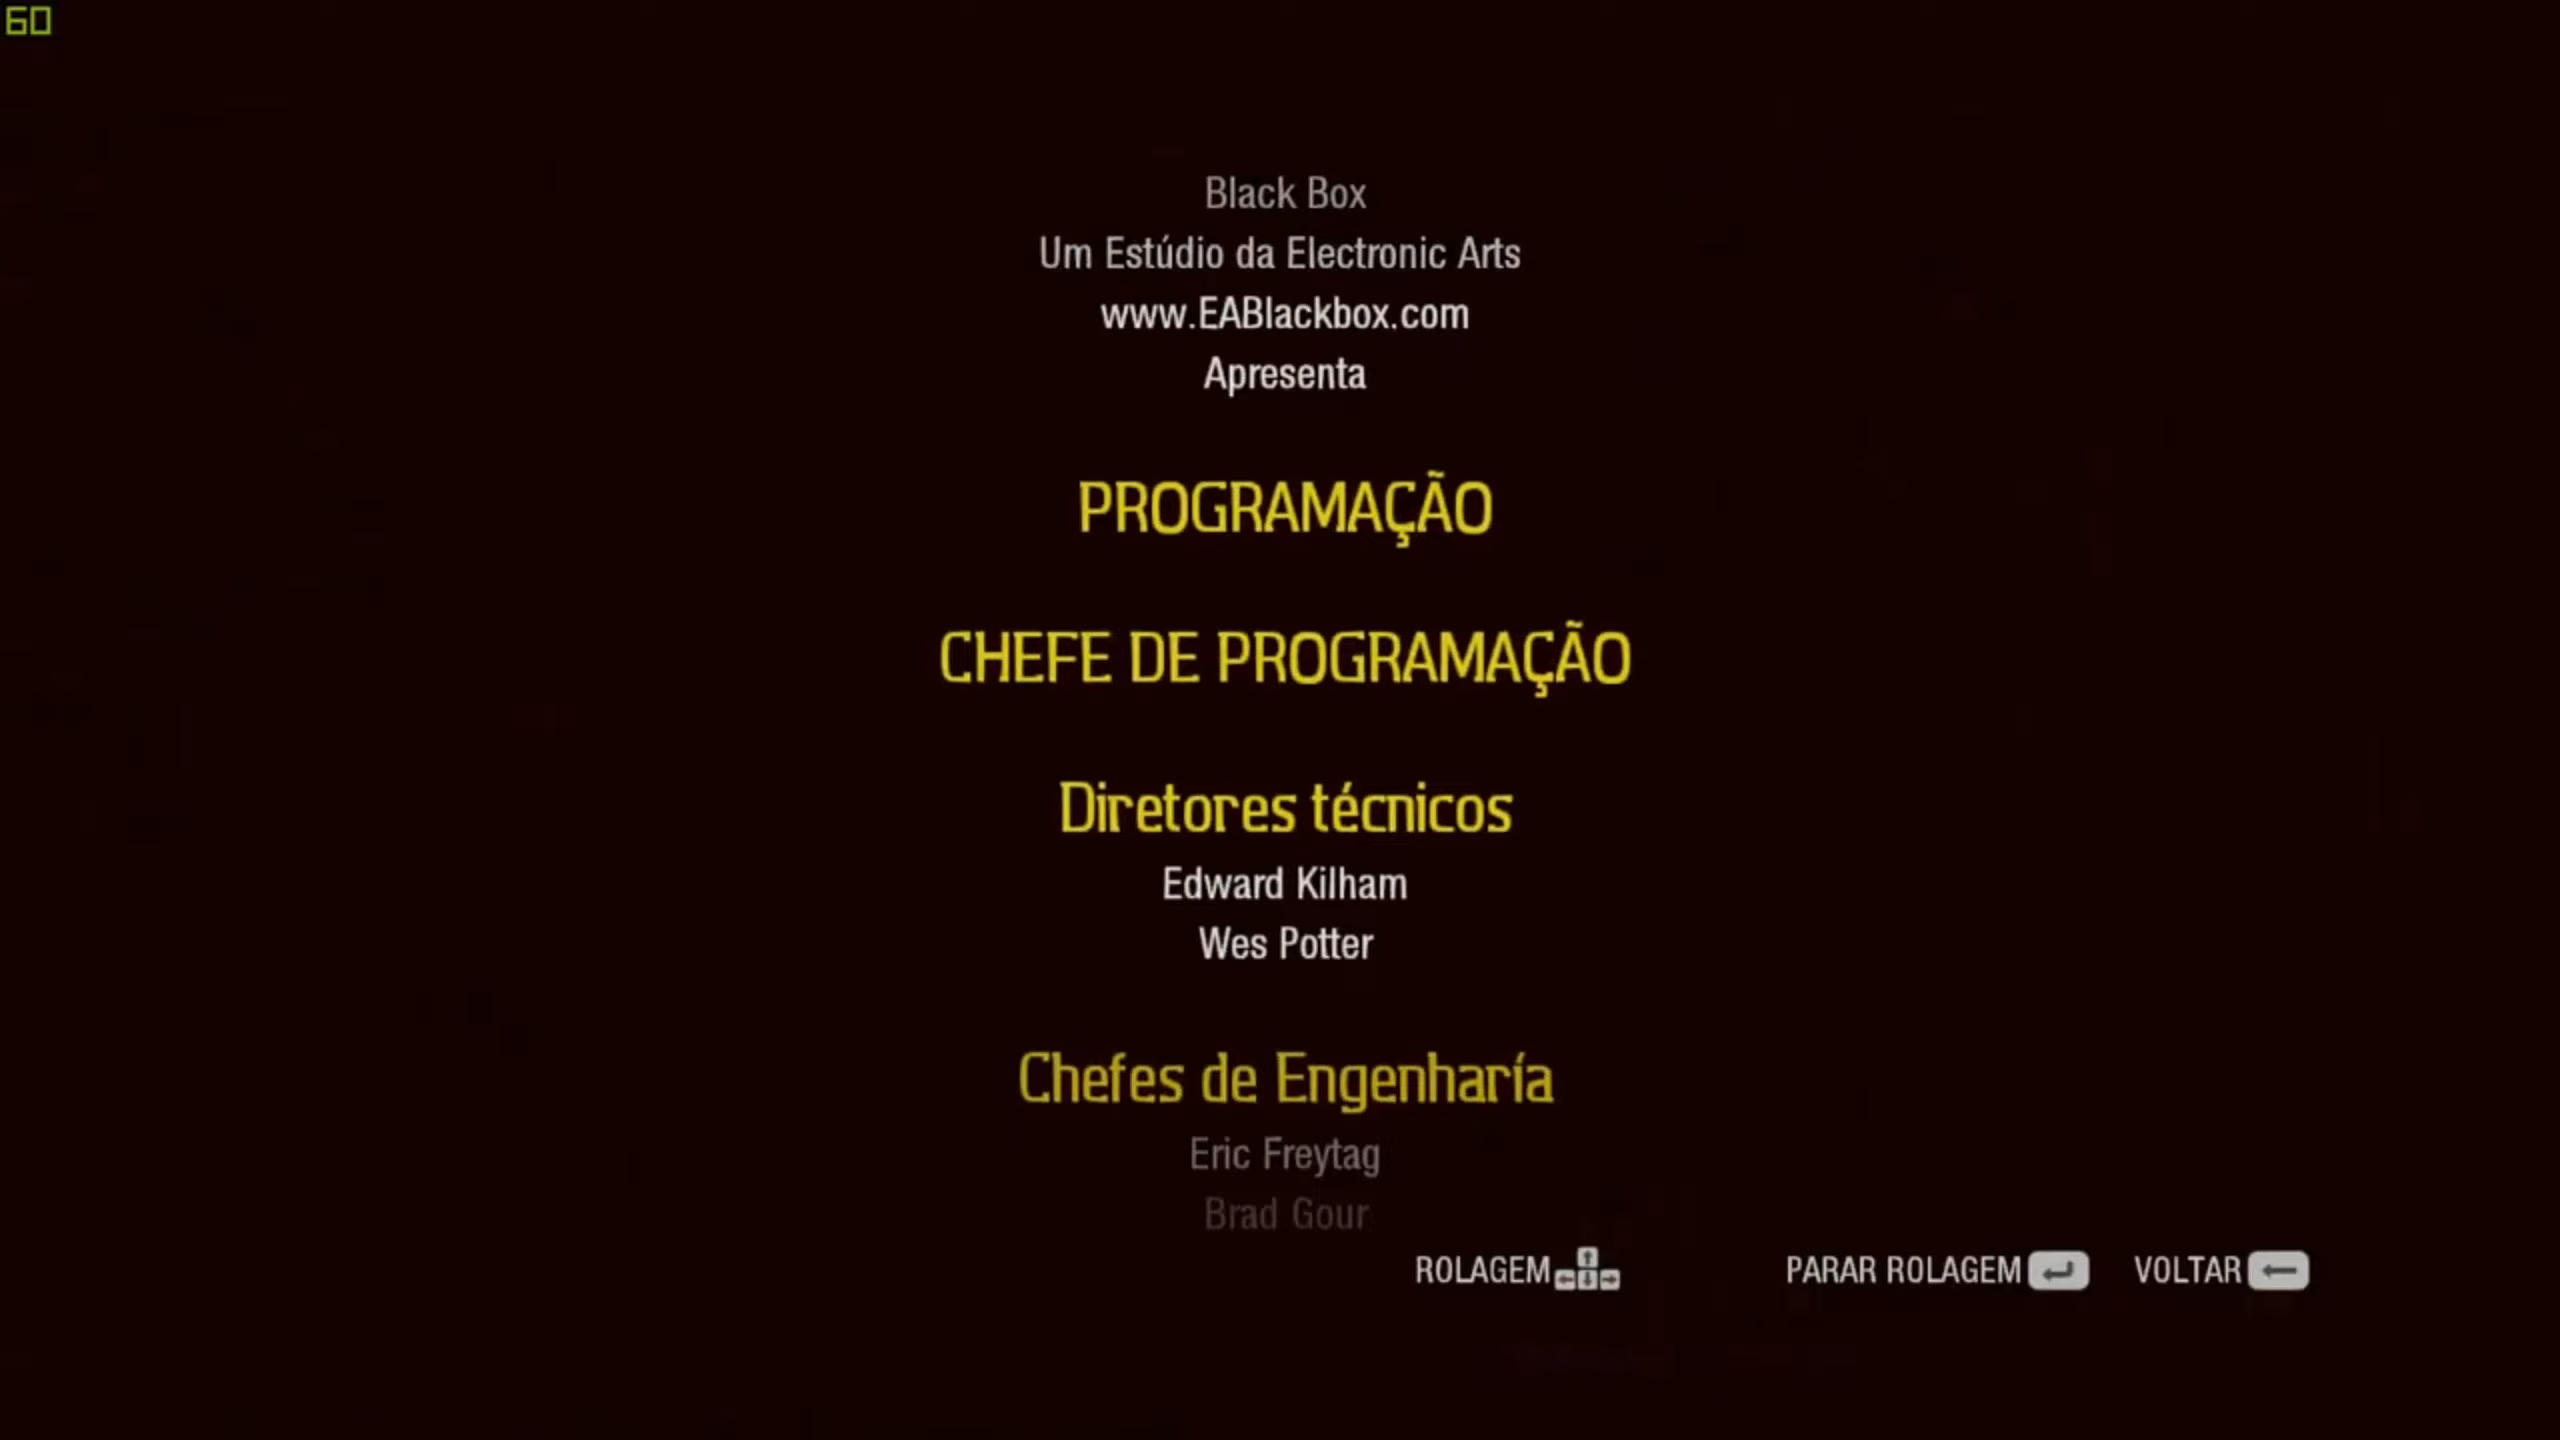 60
Black Box
Um Estúdio da Electronic Arts
www.EABlackbox.com
Apresenta
PROGRAMAÇÃO
CHEFE DE PROGRAMAÇÃO
Diretores técnicos
Edward Kilham
Wes Potter
Chefes de Engenharía
Eric Freytag
Brad Gour
ROLAGEM PARAR ROLAGEM VOLTAR